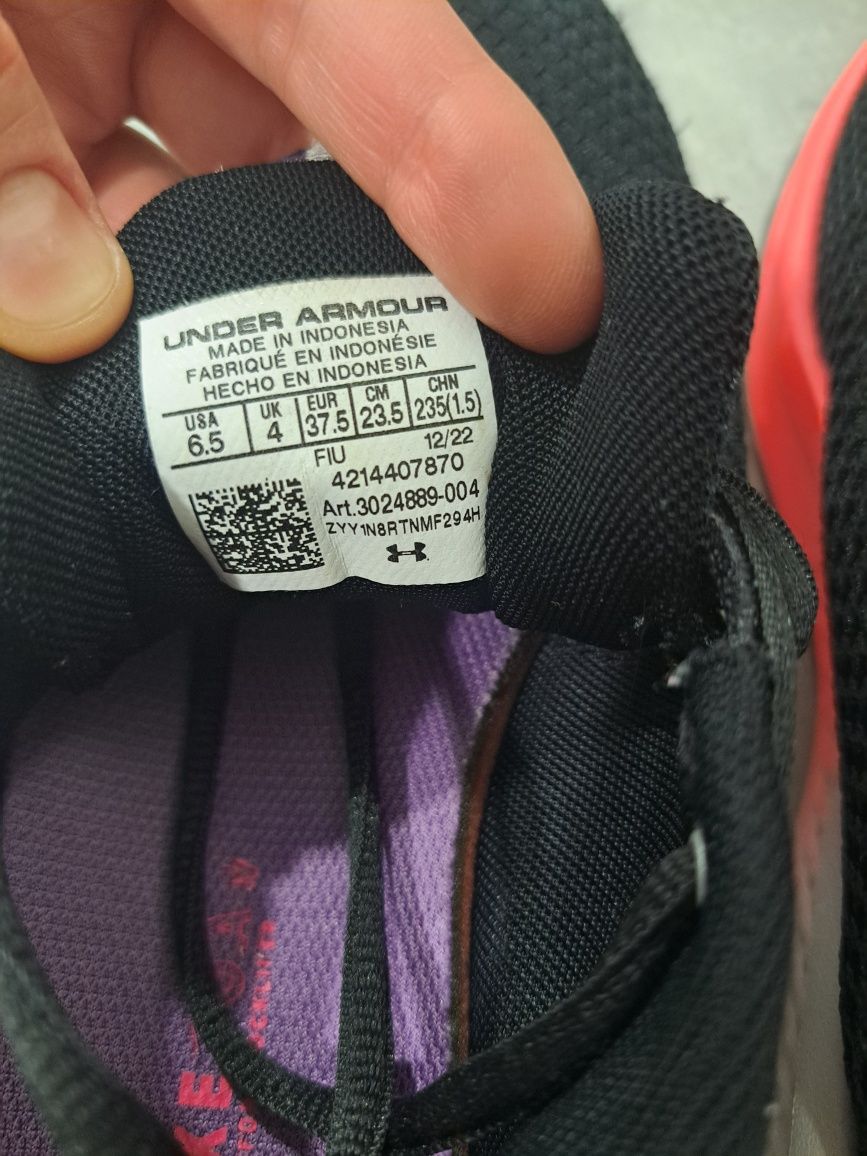 UNDER ARMOUR
MADE IN INDONESIA
FABRIQUÉ EN INDONÉSIE
HECHO EN INDONESIA
USA UK EUR CM CHN
6.5 4 37.5 23.5 235(1.5)
FIU 12/22
4214407870
Art.3024889-004
ZYY1N8RTNMF294H